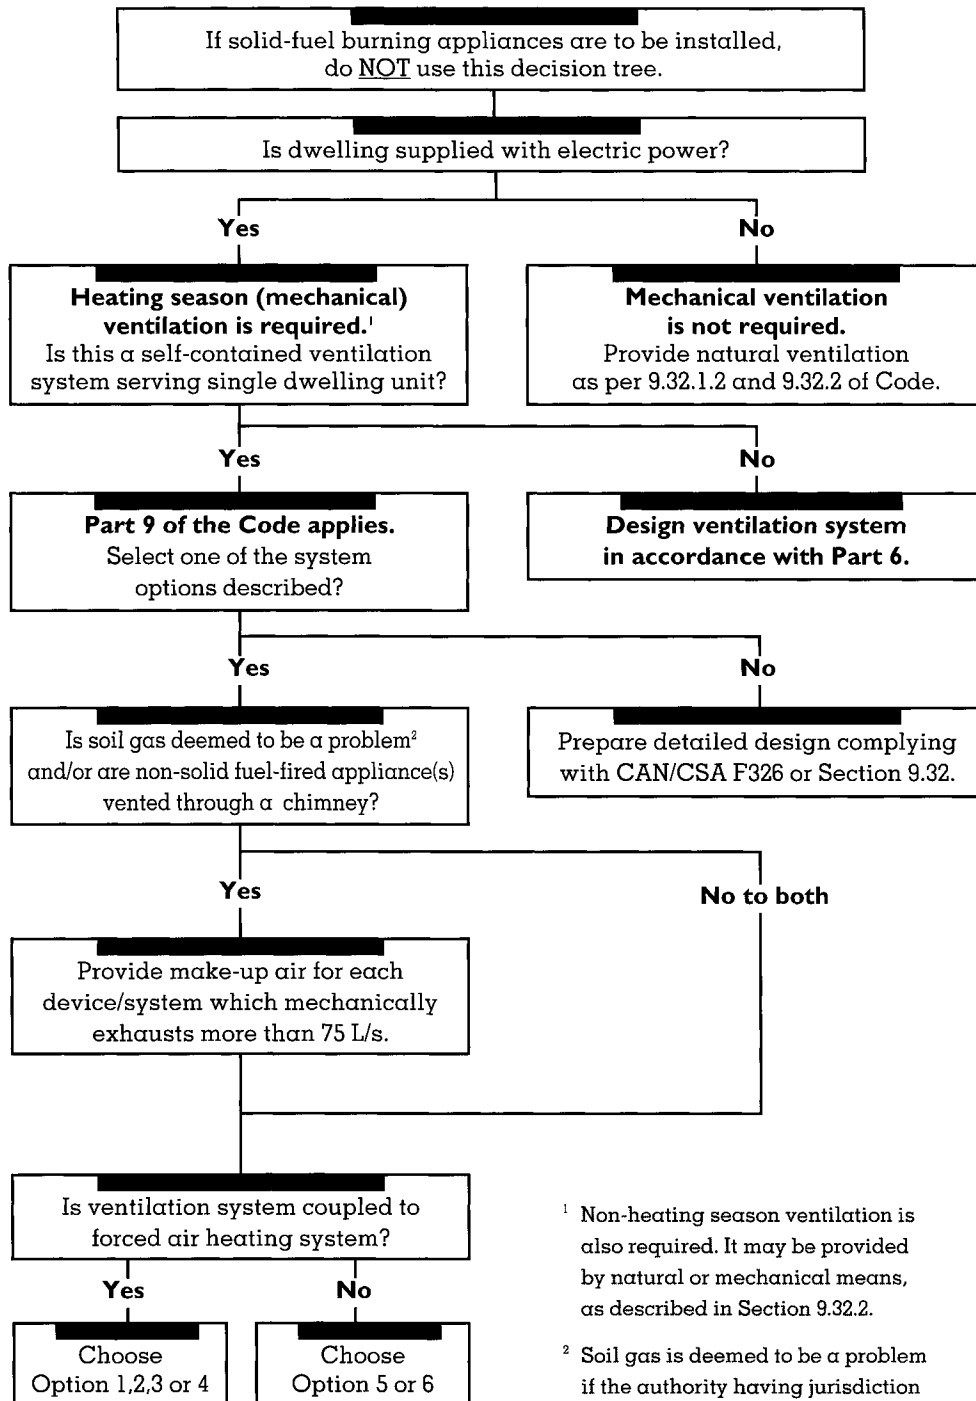 If solid-fuel burning appliances are to be installed,
do NOT use this decision tree.
Is dwelling supplied with electric power?
Yes
No
Heating season (mechanical)
ventilation is required.¹
Is this a self-contained ventilation
system serving single dwelling unit?
Mechanical ventilation
is not required.
Provide natural ventilation
as per 9.32.1.2 and 9.32.2 of Code.
Yes
No
Part 9 of the Code applies.
Select one of the system
options described?
Design ventilation system
in accordance with Part 6.
Yes
No
Is soil gas deemed to be a problem²
and/or are non-solid fuel-fired appliance(s)
vented through a chimney?
Prepare detailed design complying
with CAN/CSA F326 or Section 9.32.
Yes
No to both
Provide make-up air for each
device/system which mechanically
exhausts more than 75 L/s.
Is ventilation system coupled to
forced air heating system?
Yes
No
Choose
Option 1,2,3 or 4
Choose
Option 5 or 6
¹ Non-heating season ventilation is
also required. It may be provided
by natural or mechanical means,
as described in Section 9.32.2.
² Soil gas is deemed to be a problem
if the authority having jurisdiction